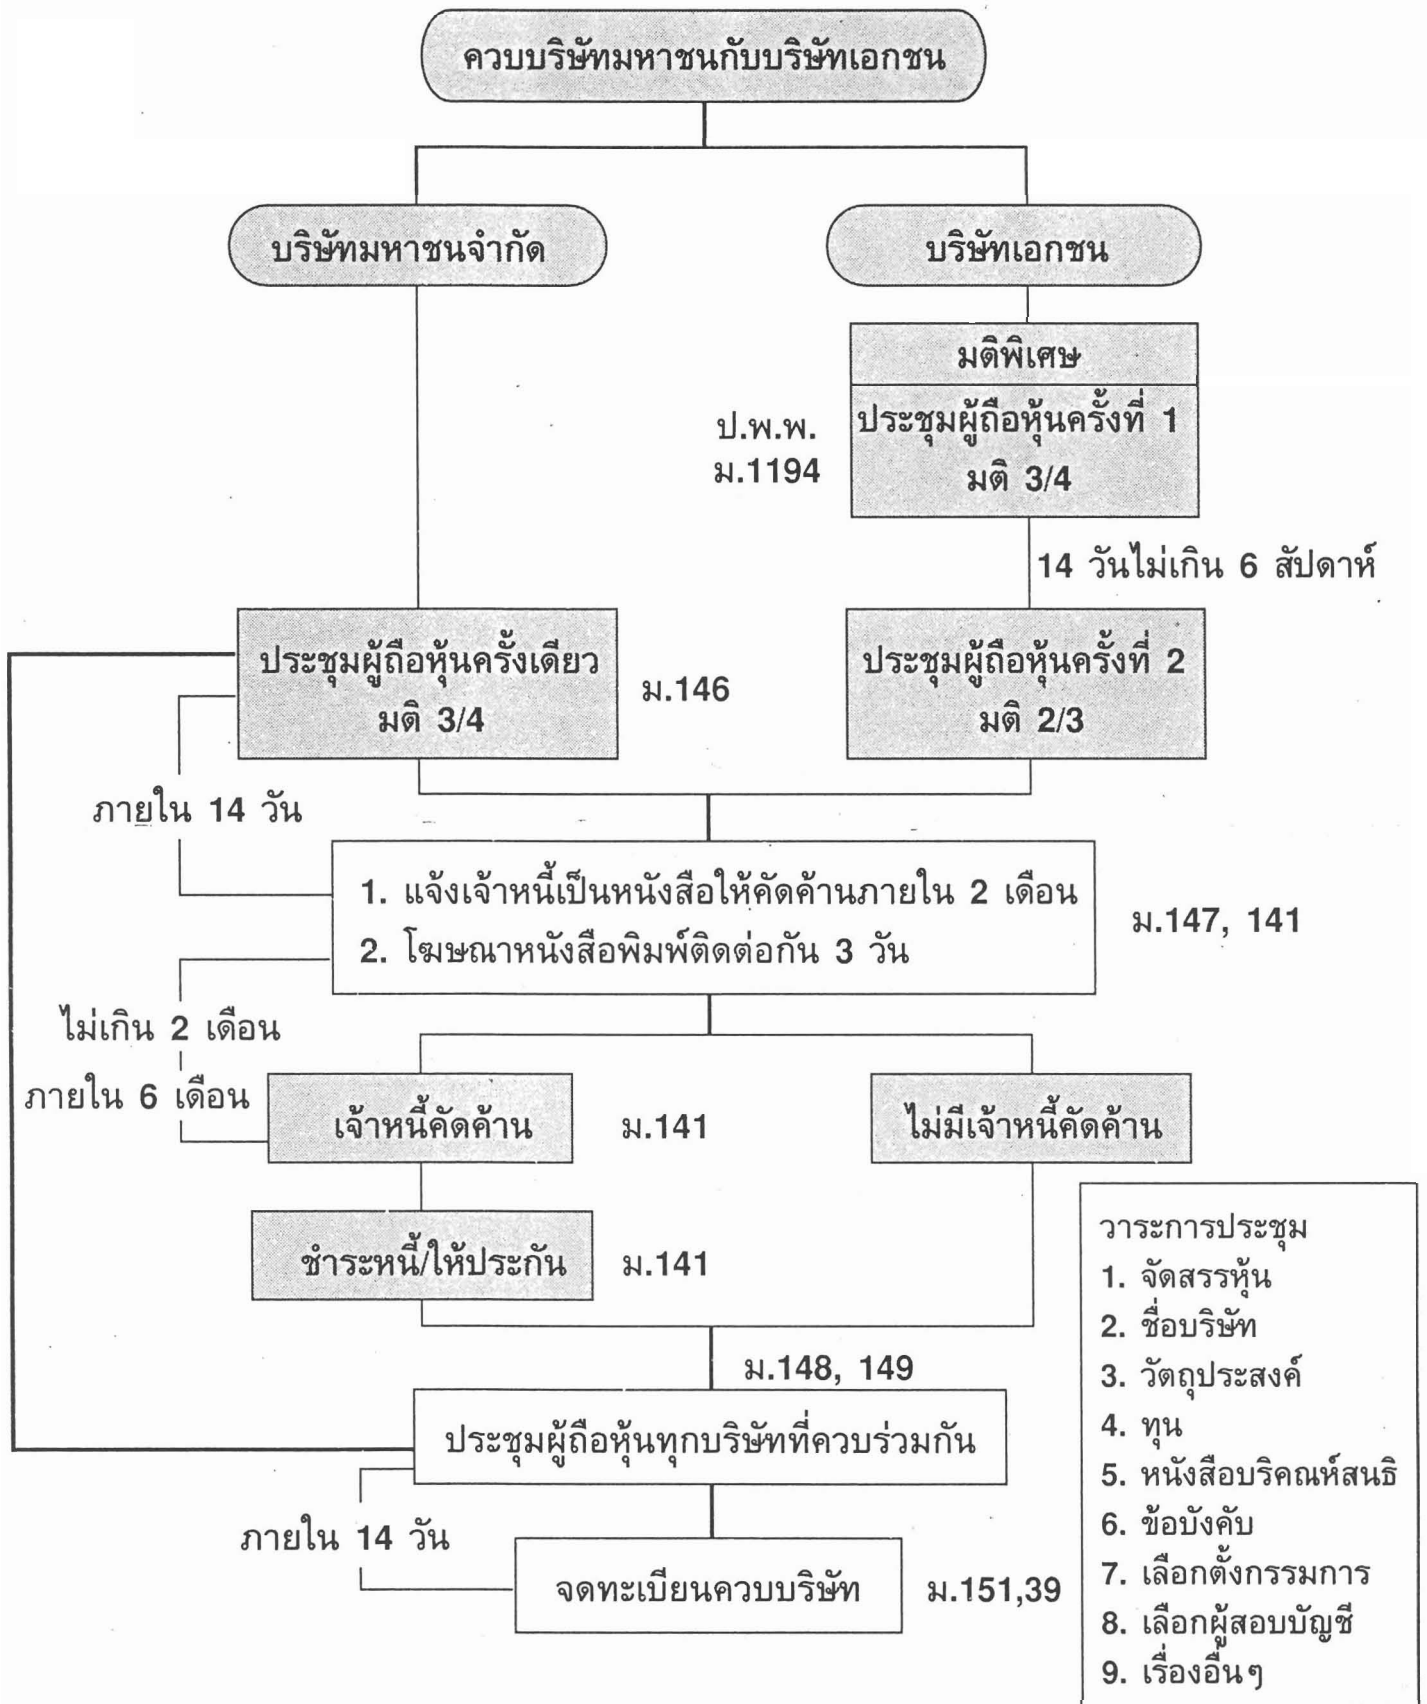 ควบบริษัทมหาชนกับบริษัทเอกชน
บริษัทมหาชนจำกัด
บริษัทเอกชน
มติพิเศษ
ประชุมผู้ถือหุ้นครั้งที่ 1
มติ 3/4
ป.พ.พ.
ม.1194
14 วันไม่เกิน 6 สัปดาห์
ประชุมผู้ถือหุ้นครั้งเดียว
มติ 3/4
ม.146
ประชุมผู้ถือหุ้นครั้งที่ 2
มติ 2/3
ภายใน 14 วัน
1. แจ้งเจ้าหนี้เป็นหนังสือให้คัดค้านภายใน 2 เดือน
2. โฆษณาหนังสือพิมพ์ติดต่อกัน 3 วัน
ม.147, 141
ไม่เกิน 2 เดือน
ภายใน 6 เดือน
เจ้าหนี้คัดค้าน
ม.141
ไม่มีเจ้าหนี้คัดค้าน
ชำระหนี้/ให้ประกัน
ม.141
ม.148, 149
ประชุมผู้ถือหุ้นทุกบริษัทที่ควบร่วมกัน
ภายใน 14 วัน
จดทะเบียนควบบริษัท
ม.151,39
วาระการประชุม
1. จัดสรรหุ้น
2. ชื่อบริษัท
3. วัตถุประสงค์
4. ทุน
5. หนังสือบริคณห์สนธิ
6. ข้อบังคับ
7. เลือกตั้งกรรมการ
8. เลือกผู้สอบบัญชี
9. เรื่องอื่นๆ